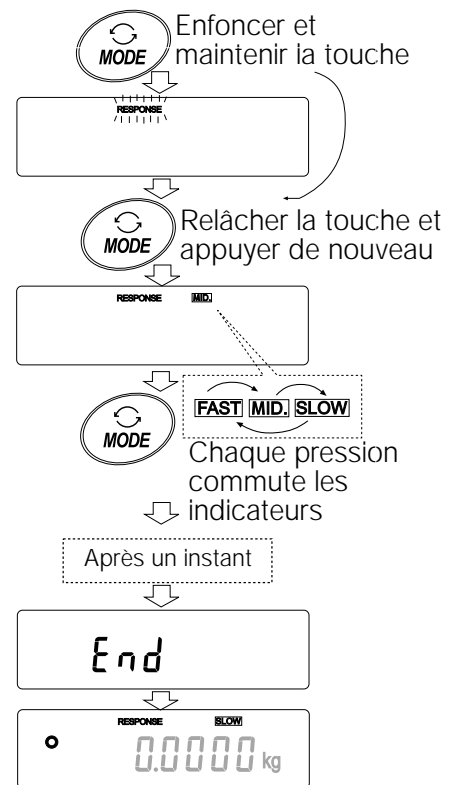 MODE
Enfoncer et
maintenir la touche
RESPONSE
MODE
Relâcher la touche et
appuyer de nouveau
RESPONSE MID.
MODE
FAST MID. SLOW
Chaque pression
commute les
indicateurs
Après un instant
End
RESPONSE SLOW
0.0000 kg